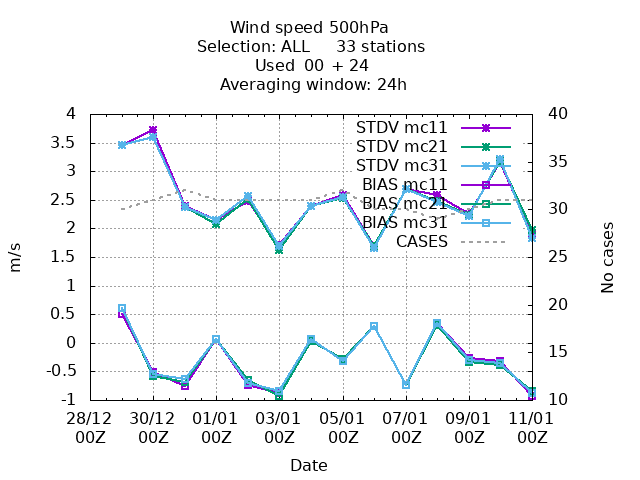 Wind speed 500hPa
Selection: ALL 33 stations
Used 00 + 24
Averaging window: 24h
4
3.5
3
2.5
2
1.5
1
0.5
0
-0.5
-1
m/s
40
35
30
25
20
15
10
No cases
STDV mc11
STDV mc21
STDV mc31
BIAS mc11
BIAS mc21
BIAS mc31
CASES
28/12 30/12 01/01 03/01 05/01 07/01 09/01 11/01
00Z 00Z 00Z 00Z 00Z 00Z 00Z 00Z
Date